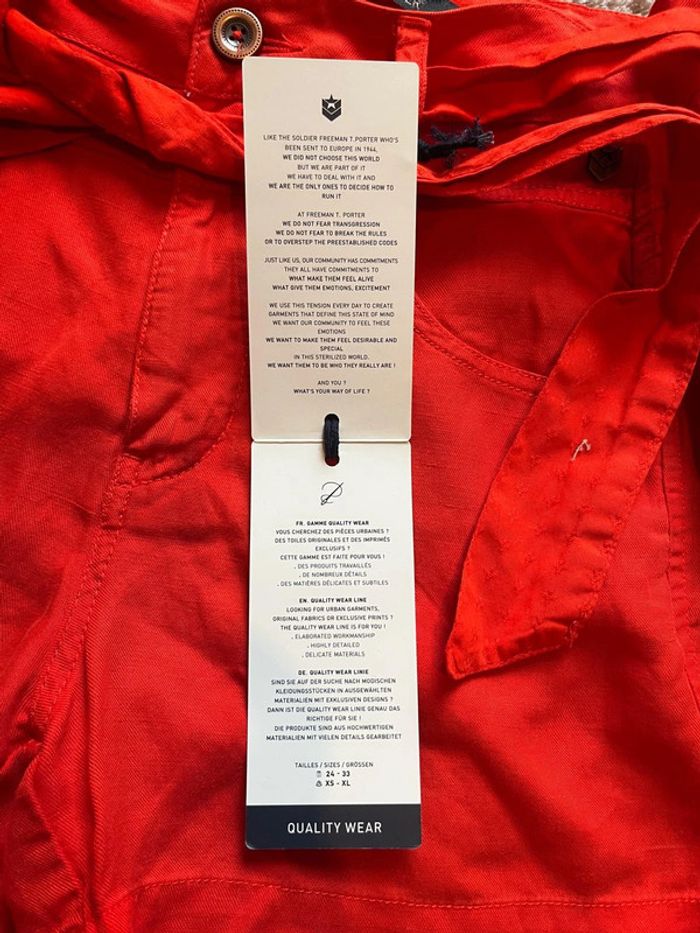 LIKE THE SOLDIER FREEMAN T.PORTER WHO'S
BEEN SENT TO EUROPE IN 1944,
WE DID NOT CHOOSE THIS WORLD
BUT WE ARE PART OF IT
WE HAVE TO DEAL WITH IT AND
WE ARE THE ONLY ONES TO DECIDE HOW TO
RUN IT
AT FREEMAN T. PORTER
WE DO NOT FEAR TRANSGRESSION
WE DO NOT FEAR TO BREAK THE RULES
OR TO OVERSTEP THE PREESTABLISHED CODES
JUST LIKE US, OUR COMMUNITY HAS COMMITMENTS
THEY ALL HAVE COMMITMENTS TO
WHAT MAKE THEM FEEL ALIVE
WHAT GIVE THEM EMOTIONS, EXCITEMENT
WE USE THIS TENSION EVERY DAY TO CREATE
GARMENTS THAT DEFINE THIS STATE OF MIND
WE WANT OUR COMMUNITY TO FEEL THESE
EMOTIONS
WE WANT TO MAKE THEM FEEL DESIRABLE AND
SPECIAL
IN THIS STERILIZED WORLD.
WE WANT THEM TO BE WHO THEY REALLY ARE !
AND YOU ?
WHAT'S YOUR WAY OF LIFE ?
FR. GAMME QUALITY WEAR
VOUS CHERCHEZ DES PIÈCES URBAINES ?
DES TOILES ORIGINALES ET DES IMPRIMÉS
EXCLUSIFS ?
CETTE GAMME EST FAITE POUR VOUS !
. DES PRODUITS TRAVAILLÉS
. DE NOMBREUX DÉTAILS
. DES MATIÈRES DÉLICATES ET SUBTILES
EN. QUALITY WEAR LINE
LOOKING FOR URBAN GARMENTS,
ORIGINAL FABRICS OR EXCLUSIVE PRINTS ?
THE QUALITY WEAR LINE IS FOR YOU !
. ELABORATED WORKMANSHIP
. HIGHLY DETAILED
. DELICATE MATERIALS
DE. QUALITY WEAR LINIE
SIND SIE AUF DER SUCHE NACH MODISCHEN
KLEIDUNGSSTÜCKEN IN AUSGEWÄHLTEN
MATERIALIEN MIT EXKLUSIVEN DESIGNS ?
DANN IST DIE QUALITY WEAR LINIE GENAU DAS
RICHTIGE FÜR SIE !
DIE PRODUKTE SIND AUS HOCHWERTIGEN
MATERIALIEN MIT VIELEN DETAILS GEARBEITET
TAILLES / SIZES / GRÖSSEN
24 - 33
XS - XL
QUALITY WEAR